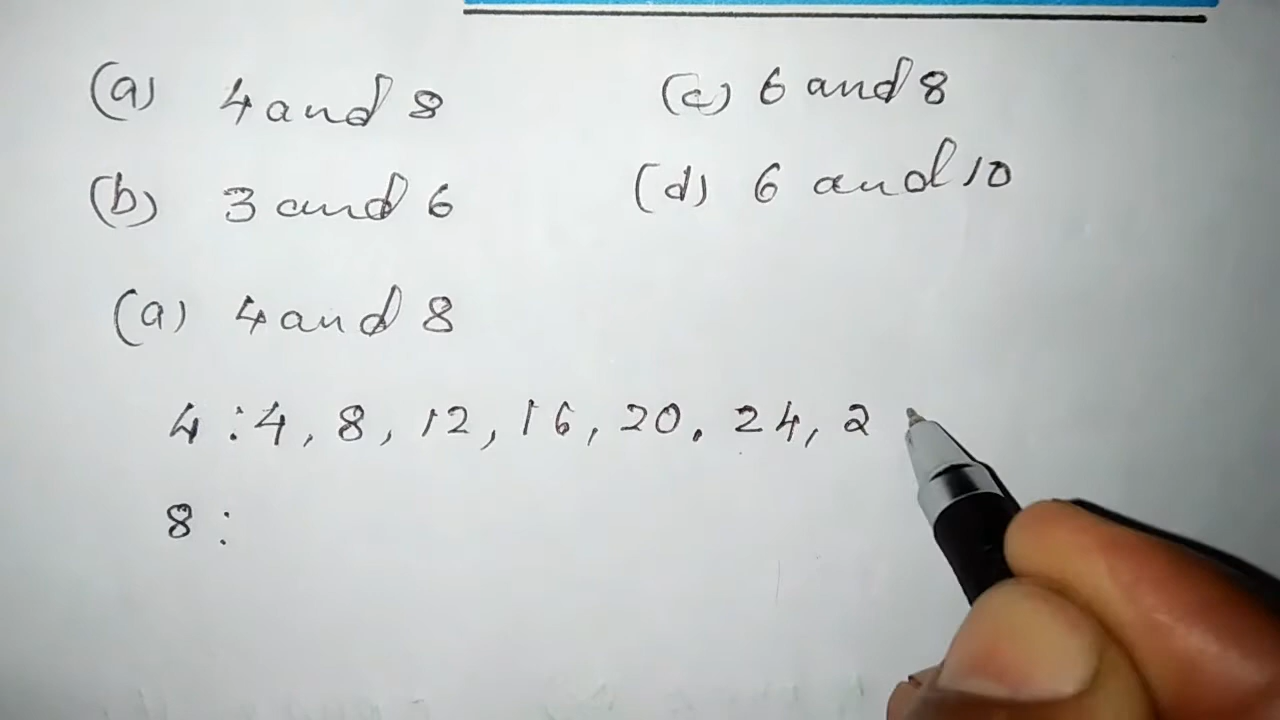 (a) 4 and 8 (c) 6 and 8
(b) 3 and 6 (d) 6 and 10
(a) 4 and 8
4 : 4, 8, 12, 16, 20. 24, 2
8 :